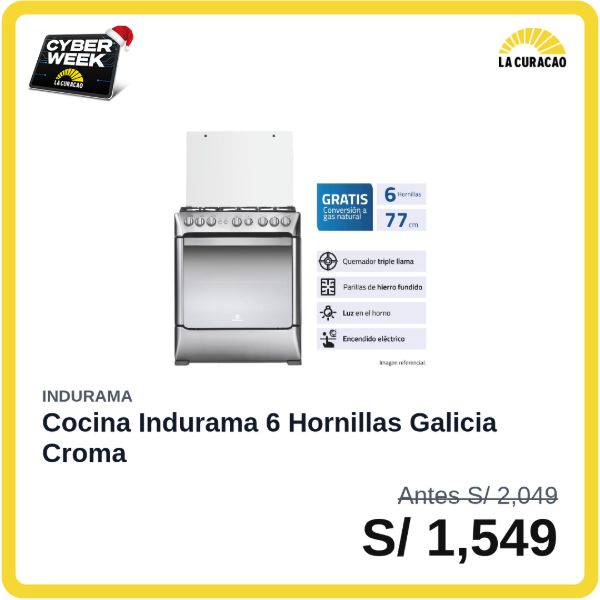 CYBER
WEEK
LA CURACAO
LA CURACAO
GRATIS
Conversión a
gas natural
6 Hornillas
77 cm
Quemador triple llama
Parillas de hierro fundido
Luz en el horno
Encendido eléctrico
Imagen referencial.
INDURAMA
Cocina Indurama 6 Hornillas Galicia
Croma
Antes S/ 2,049
S/ 1,549